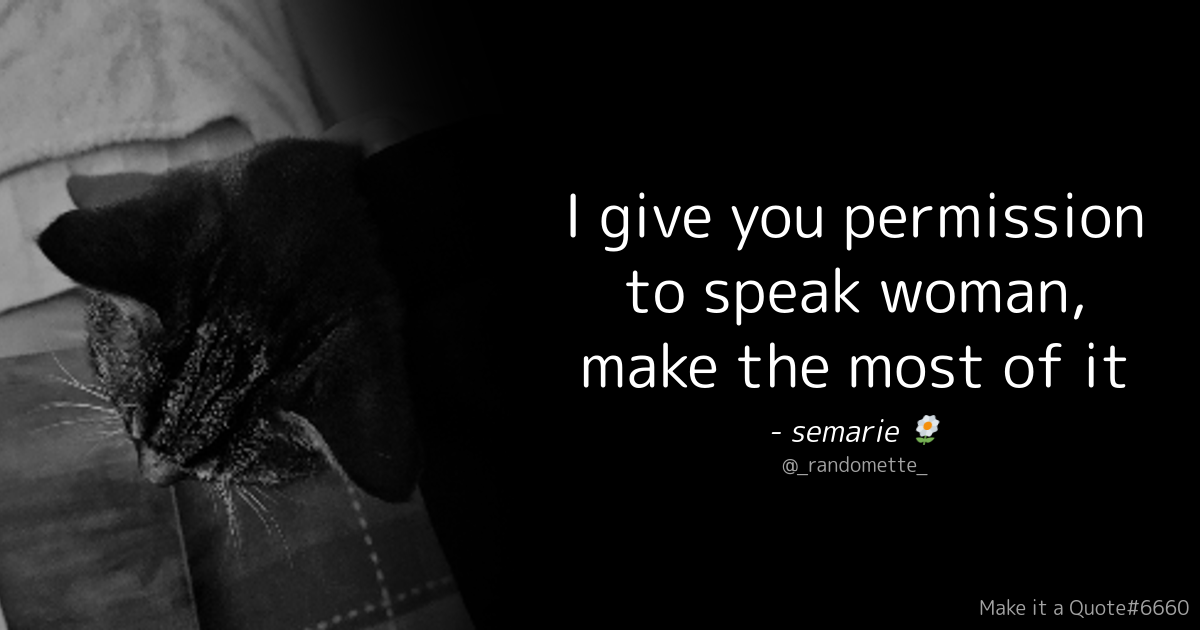 I give you permission
to speak woman,
make the most of it
- semarie 🌼
@_randomette_
Make it a Quote#6660